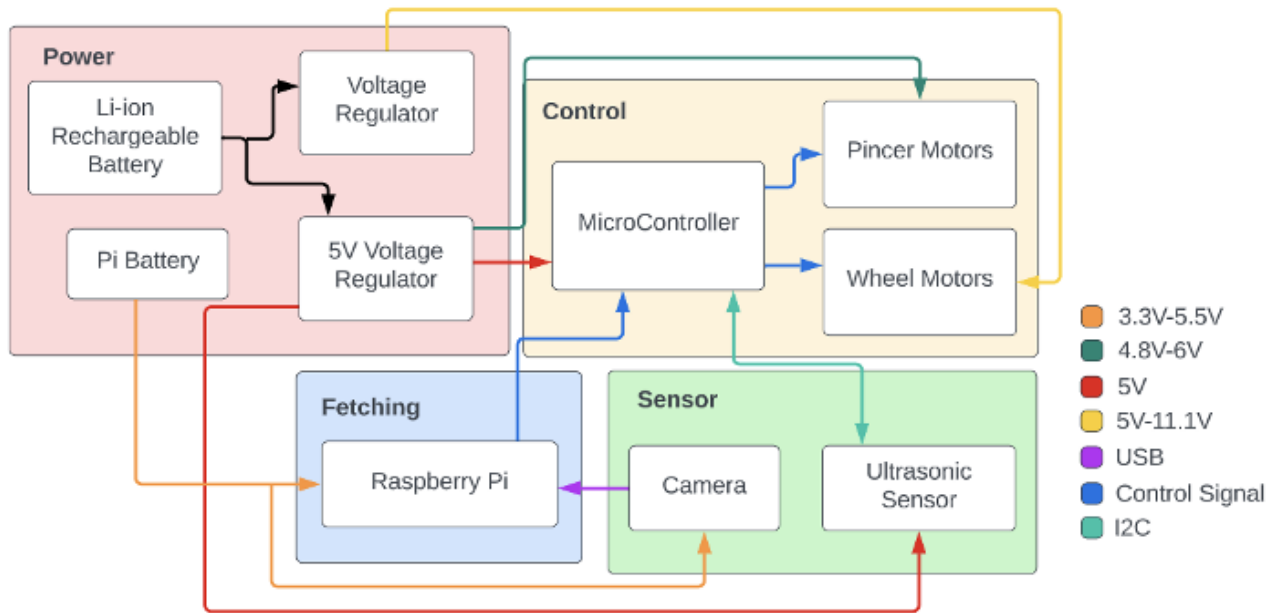 Power
Li-ion
Rechargeable
Battery
Voltage
Regulator
Pi Battery
5V Voltage
Regulator
Control
MicroController
Pincer Motors
Wheel Motors
Fetching
Raspberry Pi
Sensor
Camera
Ultrasonic
Sensor
3.3V-5.5V
4.8V-6V
5V
5V-11.1V
USB
Control Signal
I2C